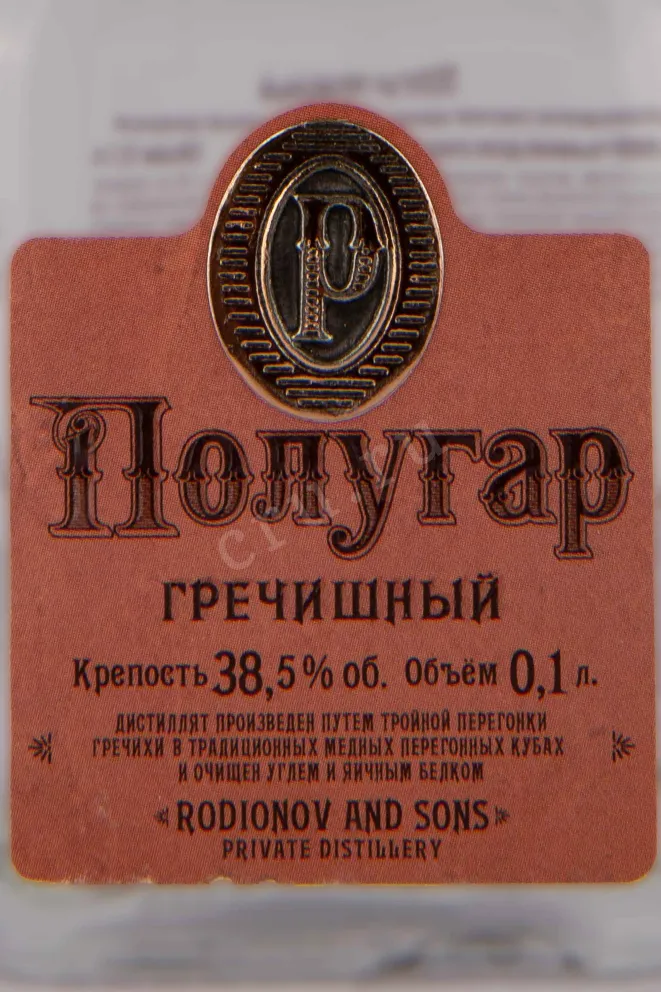 Полугар
ГРЕЧИШНЫЙ
Крепость 38,5% об. Объём 0,1 л.
ДИСТИЛЛЯТ ПРОИЗВЕДЕН ПУТЕМ ТРОЙНОЙ ПЕРЕГОНКИ
ГРЕЧИХИ В ТРАДИЦИОННЫХ МЕДНЫХ ПЕРЕГОННЫХ КУБАХ
И ОЧИЩЕН УГЛЕМ И ЯИЧНЫМ БЕЛКОМ
RODIONOV AND SONS
PRIVATE DISTILLERY